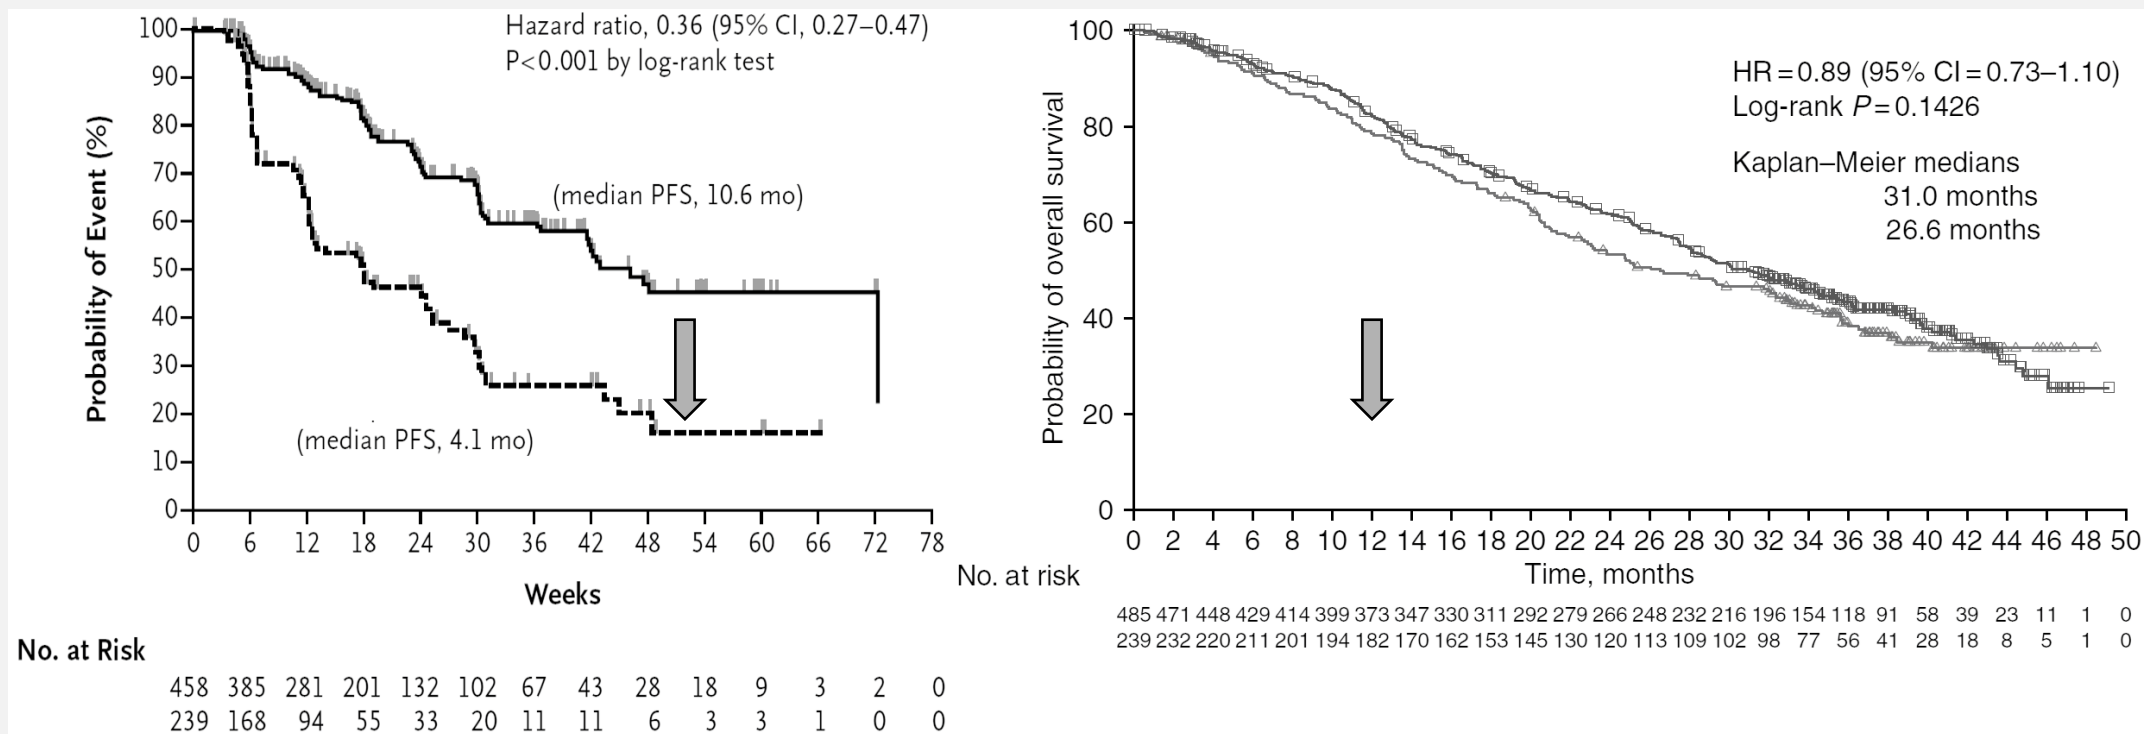 Hazard ratio, 0.36 (95% CI, 0.27–0.47)
P<0.001 by log-rank test
Probability of Event (%)
100
90
80
70
60
50
40
30
20
10
0
(median PFS, 10.6 mo)
(median PFS, 4.1 mo)
0 6 12 18 24 30 36 42 48 54 60 66 72 78
Weeks
No. at Risk
458 385 281 201 132 102 67 43 28 18 9 3 2 0
239 168 94 55 33 20 11 11 6 3 3 1 0 0
Probability of overall survival
100
80
60
40
20
0
HR = 0.89 (95% CI = 0.73–1.10)
Log-rank P = 0.1426
Kaplan–Meier medians
31.0 months
26.6 months
0 2 4 6 8 10 12 14 16 18 20 22 24 26 28 30 32 34 36 38 40 42 44 46 48 50
Time, months
No. at risk
485 471 448 429 414 399 373 347 330 311 292 279 266 248 232 216 196 154 118 91 58 39 23 11 1 0
239 232 220 211 201 194 182 170 162 153 145 130 120 113 109 102 98 77 56 41 28 18 8 5 1 0